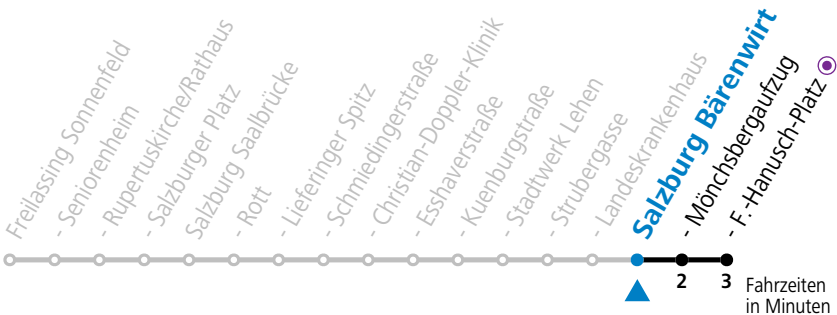 Freilassing Sonnenfeld
- Seniorenheim
- Rupertuskirche/Rathaus
- Salzburger Platz
Salzburg Saalbrücke
- Rott
- Lieferinger Spitz
- Schmiedingerstraße
- Christian-Doppler-Klinik
- Esshaverstraße
- Kuenburgstraße
- Stadtwerk Lehen
- Strubergasse
- Landeskrankenhaus
Salzburg Bärenwirt
- Mönchsbergaufzug
- F.-Hanusch-Platz
2
3
Fahrzeiten
in Minuten